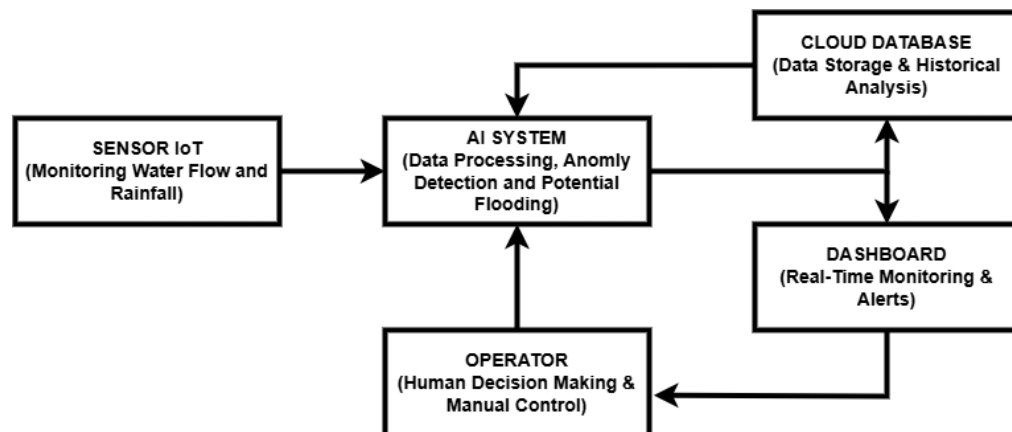 CLOUD DATABASE
(Data Storage & Historical
Analysis)
SENSOR IoT
(Monitoring Water Flow and
Rainfall)
AI SYSTEM
(Data Processing, Anomly
Detection and Potential
Flooding)
DASHBOARD
(Real-Time Monitoring &
Alerts)
OPERATOR
(Human Decision Making &
Manual Control)